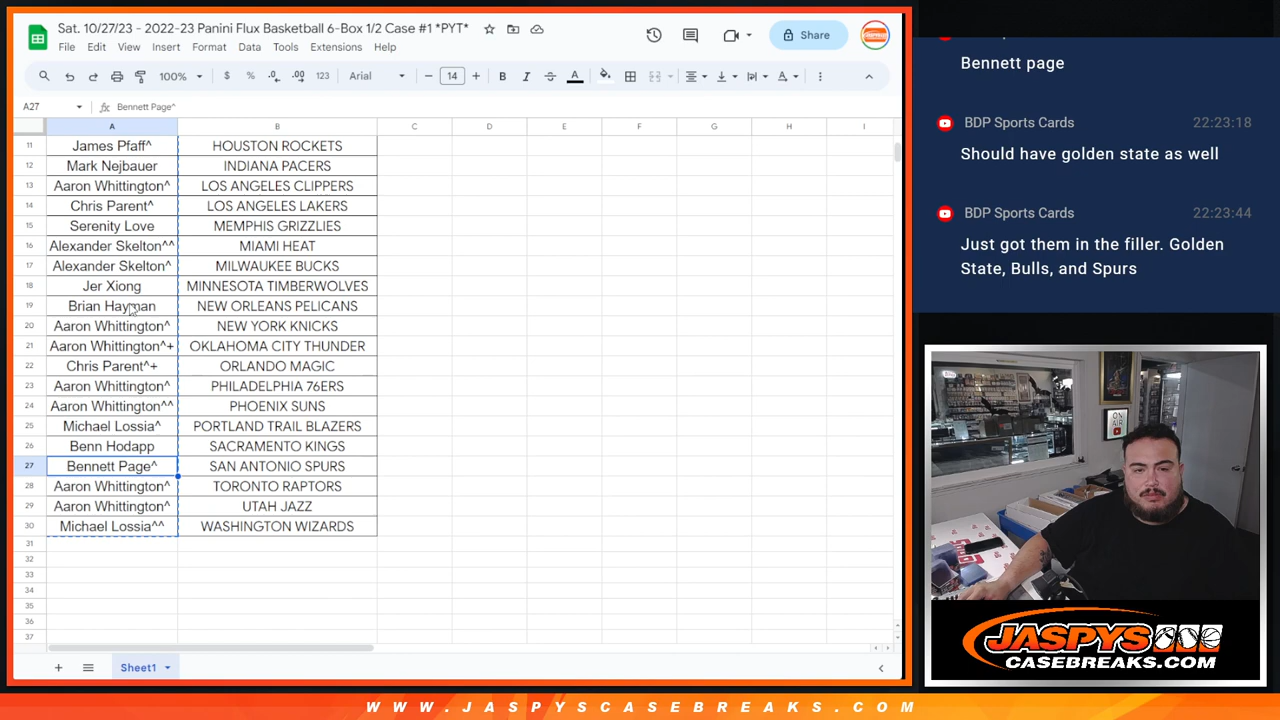 Sat. 10/27/23 - 2022-23 Panini Flux Basketball 6-Box 1/2 Case #1 *PYT*
File Edit View Insert Format Data Tools Extensions Help
Share
100% $ % .0 .00 123 Arial 14 B I A
A27 fx Bennett Page^
A B C D E F G H I
11 James Pfaff^ HOUSTON ROCKETS
12 Mark Nejbauer INDIANA PACERS
13 Aaron Whittington^ LOS ANGELES CLIPPERS
14 Chris Parent^ LOS ANGELES LAKERS
15 Serenity Love MEMPHIS GRIZZLIES
16 Alexander Skelton^^ MIAMI HEAT
17 Alexander Skelton^ MILWAUKEE BUCKS
18 Jer Xiong MINNESOTA TIMBERWOLVES
19 Brian Hayman NEW ORLEANS PELICANS
20 Aaron Whittington^ NEW YORK KNICKS
21 Aaron Whittington^+ OKLAHOMA CITY THUNDER
22 Chris Parent^+ ORLANDO MAGIC
23 Aaron Whittington^ PHILADELPHIA 76ERS
24 Aaron Whittington^^ PHOENIX SUNS
25 Michael Lossia^ PORTLAND TRAIL BLAZERS
26 Benn Hodapp SACRAMENTO KINGS
27 Bennett Page^ SAN ANTONIO SPURS
28 Aaron Whittington^ TORONTO RAPTORS
29 Aaron Whittington^ UTAH JAZZ
30 Michael Lossia^^ WASHINGTON WIZARDS
31
32
33
34
35
36
37
Sheet1
Bennett page
BDP Sports Cards 22:23:18
Should have golden state as well
BDP Sports Cards 22:23:44
Just got them in the filler. Golden
State, Bulls, and Spurs
ON
AIR
JASPYS
CASEBREAKS.COM
WWW.JASPYSCASEBREAKS.COM